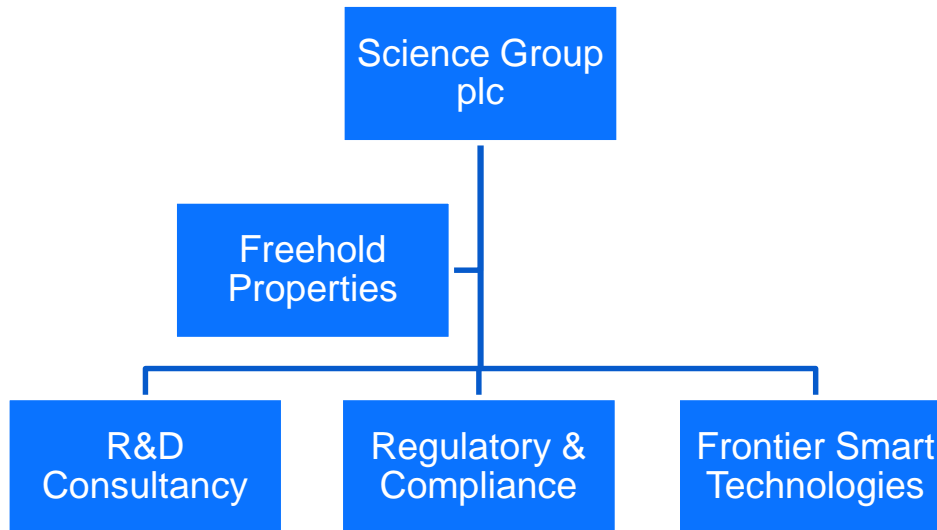 Science Group
plc
Freehold
Properties
R&D
Consultancy
Regulatory &
Compliance
Frontier Smart
Technologies